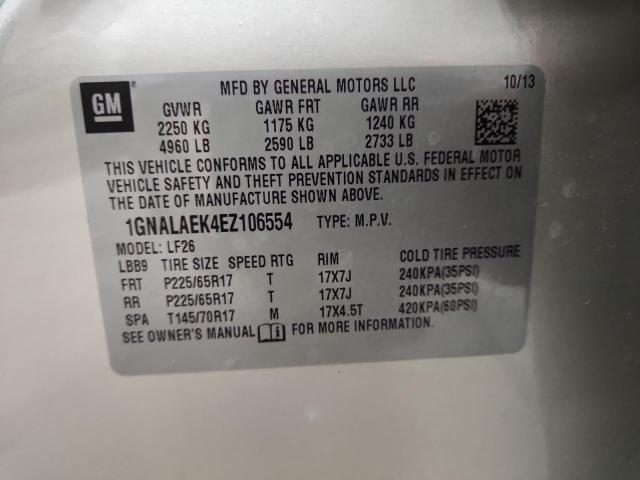 GM
MFD BY GENERAL MOTORS LLC 10/13
GVWR GAWR FRT GAWR RR
2250 KG 1175 KG 1240 KG
4960 LB 2590 LB 2733 LB
THIS VEHICLE CONFORMS TO ALL APPLICABLE U.S. FEDERAL MOTOR
VEHICLE SAFETY AND THEFT PREVENTION STANDARDS IN EFFECT ON
THE DATE OF MANUFACTURE SHOWN ABOVE.
1GNALAEK4EZ106554 TYPE: M.P.V.
MODEL: LF26
LBB9 TIRE SIZE SPEED RTG RIM COLD TIRE PRESSURE
FRT P225/65R17 T 17X7J 240KPA(35PSI)
RR P225/65R17 T 17X7J 240KPA(35PSI)
SPA T145/70R17 M 17X4.5T 420KPA(60PSI)
SEE OWNER'S MANUAL FOR MORE INFORMATION.